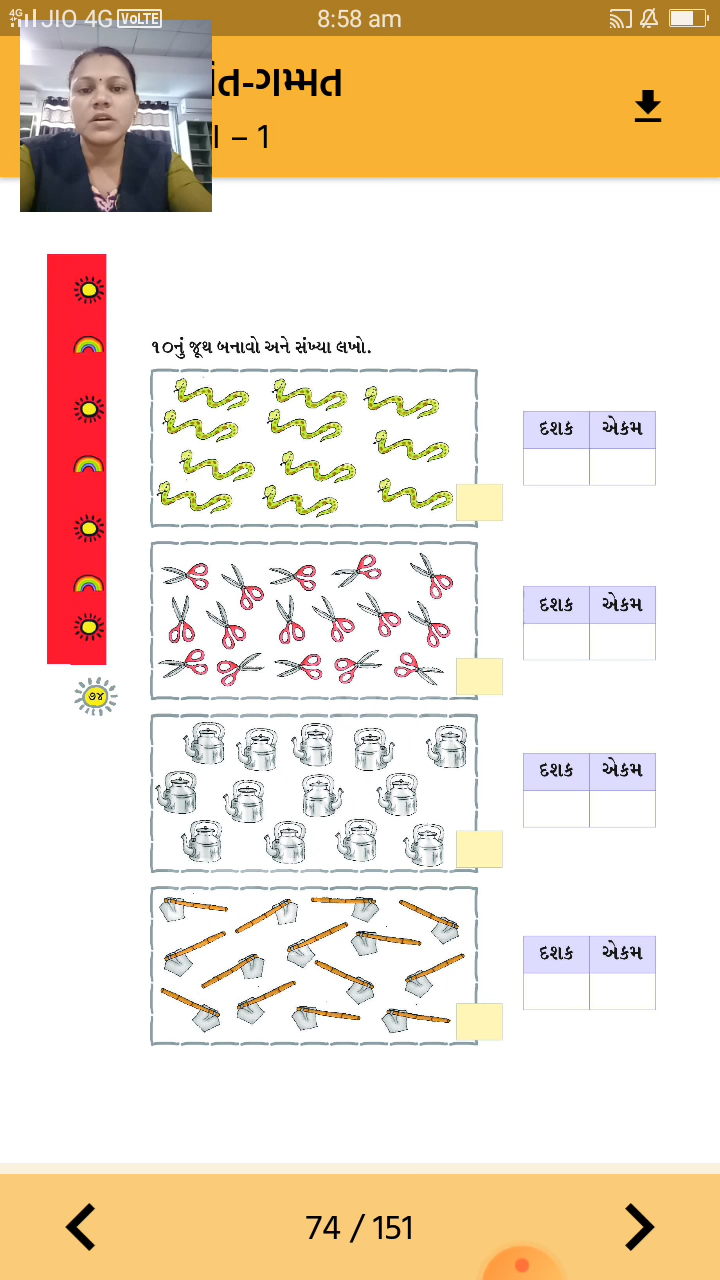 4G JIO 4G VoLTE 8:58 am
ત-ગમ્મત
– 1
૧૦નું જૂથ બનાવો અને સંખ્યા લખો.
દશક એકમ
દશક એકમ
૭૪
દશક એકમ
દશક એકમ
74 / 151